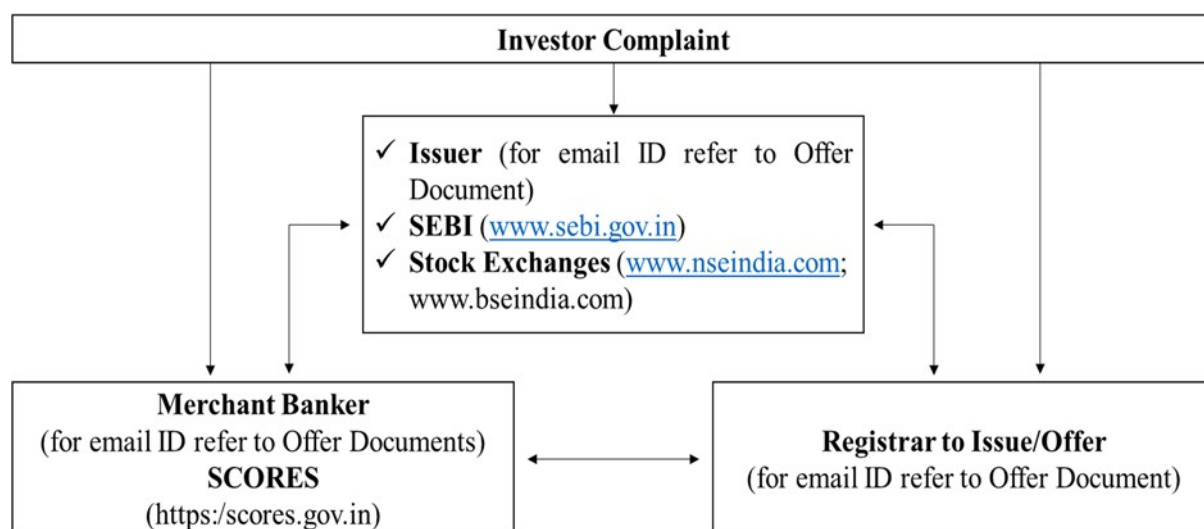 Investor Complaint
✓ Issuer (for email ID refer to Offer
Document)
✓ SEBI (www.sebi.gov.in)
✓ Stock Exchanges (www.nseindia.com;
www.bseindia.com)
Merchant Banker
(for email ID refer to Offer Documents)
SCORES
(https:/scores.gov.in)
Registrar to Issue/Offer
(for email ID refer to Offer Document)